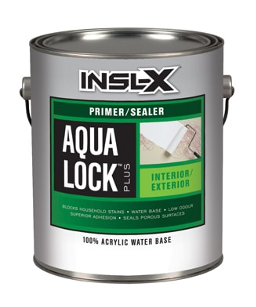 INSL-X
PRIMER/SEALER
AQUA
LOCK™
PLUS
INTERIOR/
EXTERIOR
BLOCKS HOUSEHOLD STAINS • WATER BASE • LOW ODOR
SUPERIOR ADHESION • SEALS POROUS SURFACES
100% ACRYLIC WATER BASE